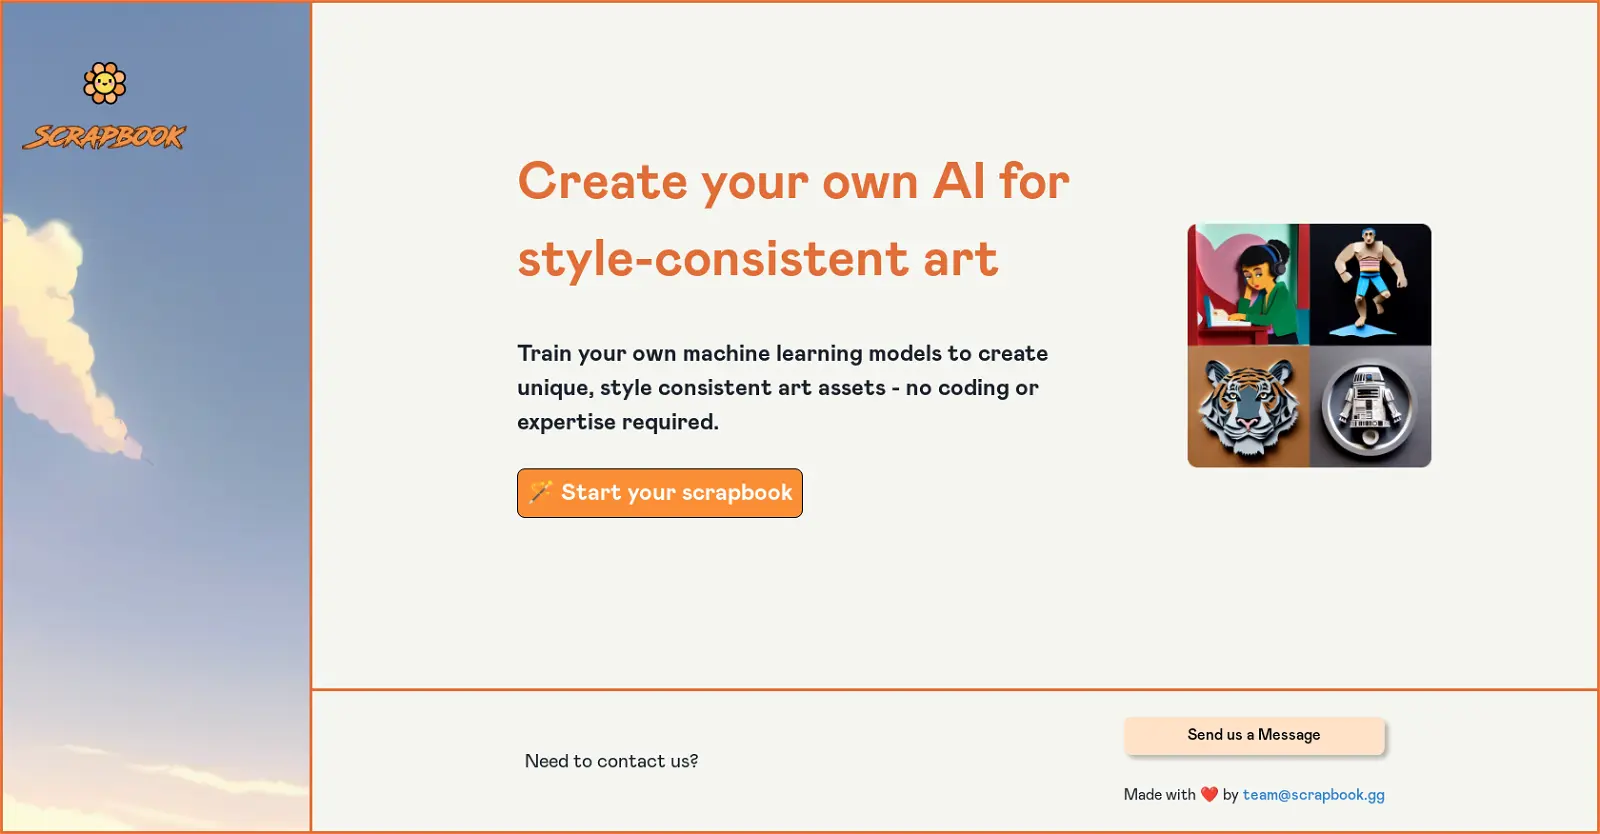 SCRAPBOOK
Create your own AI for
style-consistent art
Train your own machine learning models to create
unique, style consistent art assets - no coding or
expertise required.
🪄 Start your scrapbook
Need to contact us?
Send us a Message
Made with ❤️ by team@scrapbook.gg